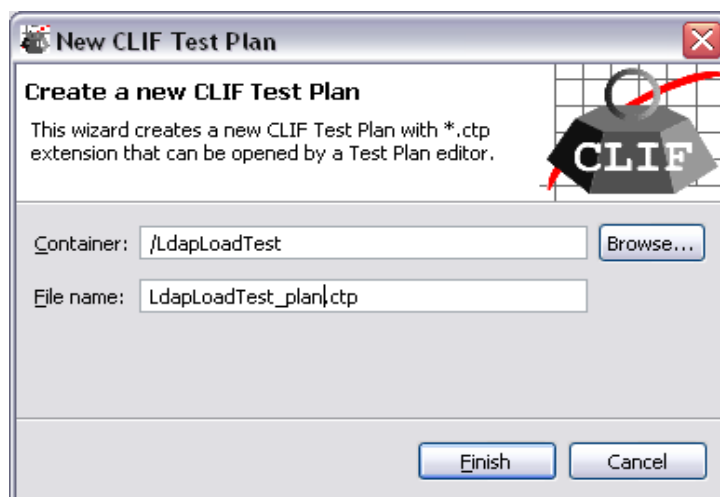 New CLIF Test Plan
Create a new CLIF Test Plan
This wizard creates a new CLIF Test Plan with *.ctp
extension that can be opened by a Test Plan editor.
CLIF
Container: /LdapLoadTest Browse...
File name: LdapLoadTest_plan.ctp
Finish Cancel